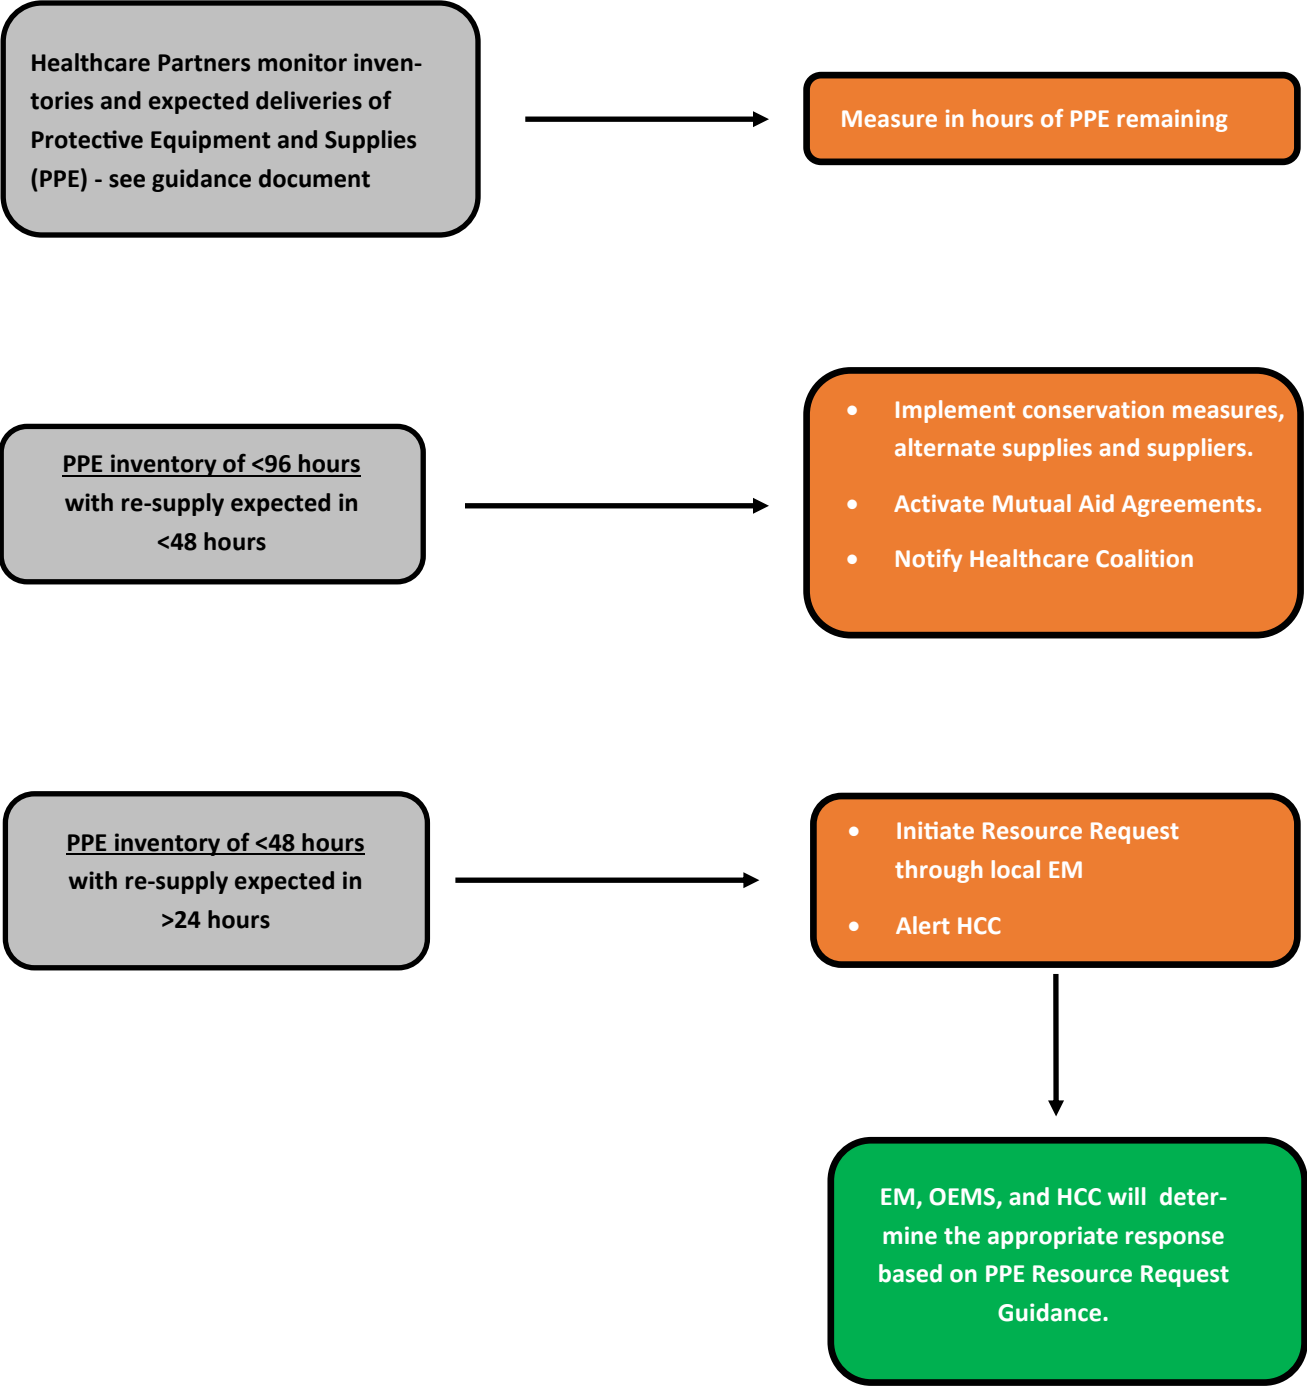 Healthcare Partners monitor inven-
tories and expected deliveries of
Protective Equipment and Supplies
(PPE) - see guidance document
Measure in hours of PPE remaining
PPE inventory of <96 hours
with re-supply expected in
<48 hours
• Implement conservation measures,
alternate supplies and suppliers.
• Activate Mutual Aid Agreements.
• Notify Healthcare Coalition
PPE inventory of <48 hours
with re-supply expected in
>24 hours
• Initiate Resource Request
through local EM
• Alert HCC
EM, OEMS, and HCC will  deter-
mine the appropriate response
based on PPE Resource Request
Guidance.